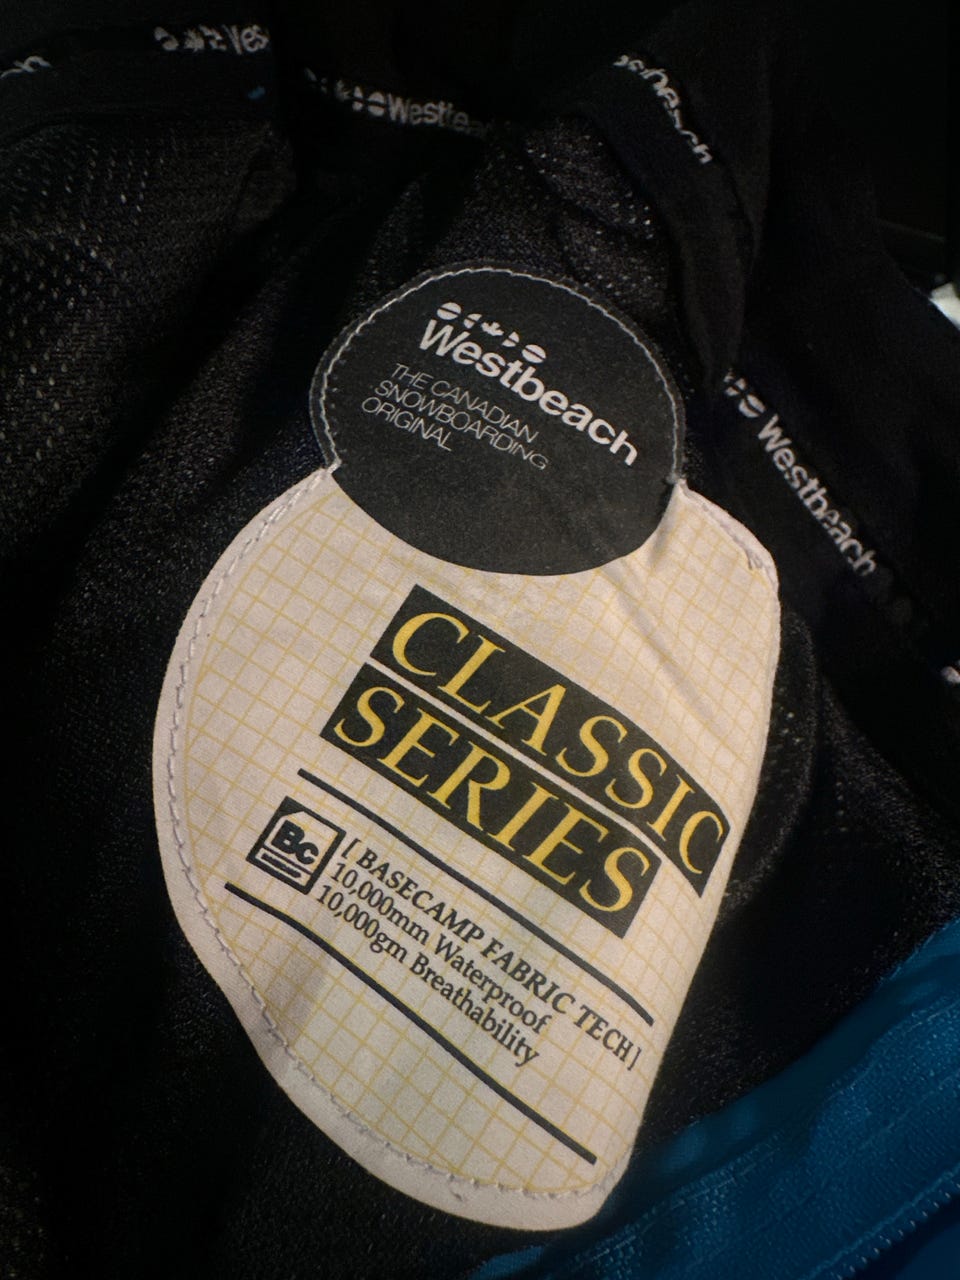 Westbeach
Westbeach
Westbeach
THE CANADIAN
SNOWBOARDING
ORIGINAL
CLASSIC
SERIES
Bc
[ BASECAMP FABRIC TECH ]
10,000mm Waterproof
10,000gm Breathability